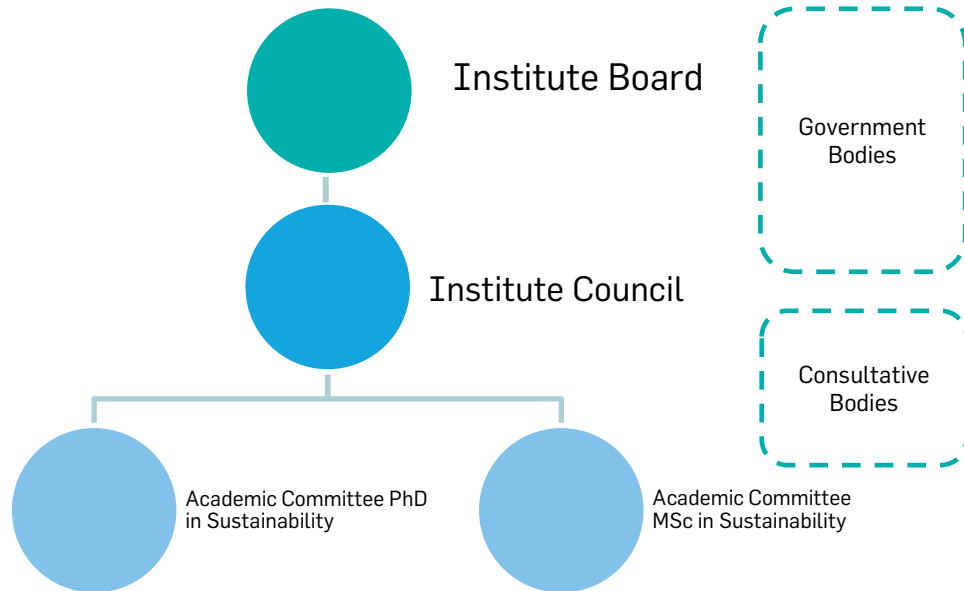 Institute Board
Government
Bodies
Institute Council
Consultative
Bodies
Academic Committee PhD
in Sustainability
Academic Committee
MSc in Sustainability